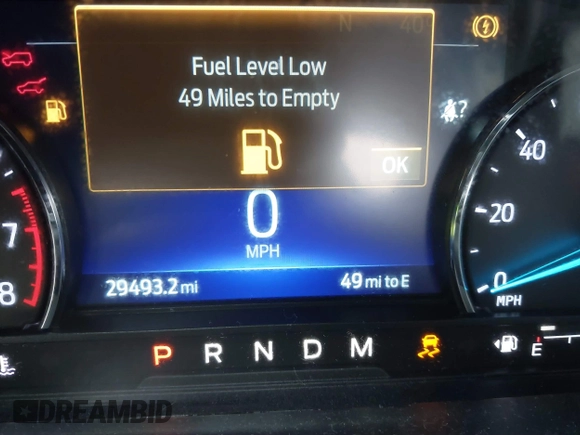 N 40
Fuel Level Low
49 Miles to Empty
?
OK
40
20
0
MPH
0
MPH
7
8
29493.2 mi
49 mi to E
P R N D M
E
DREAMBID